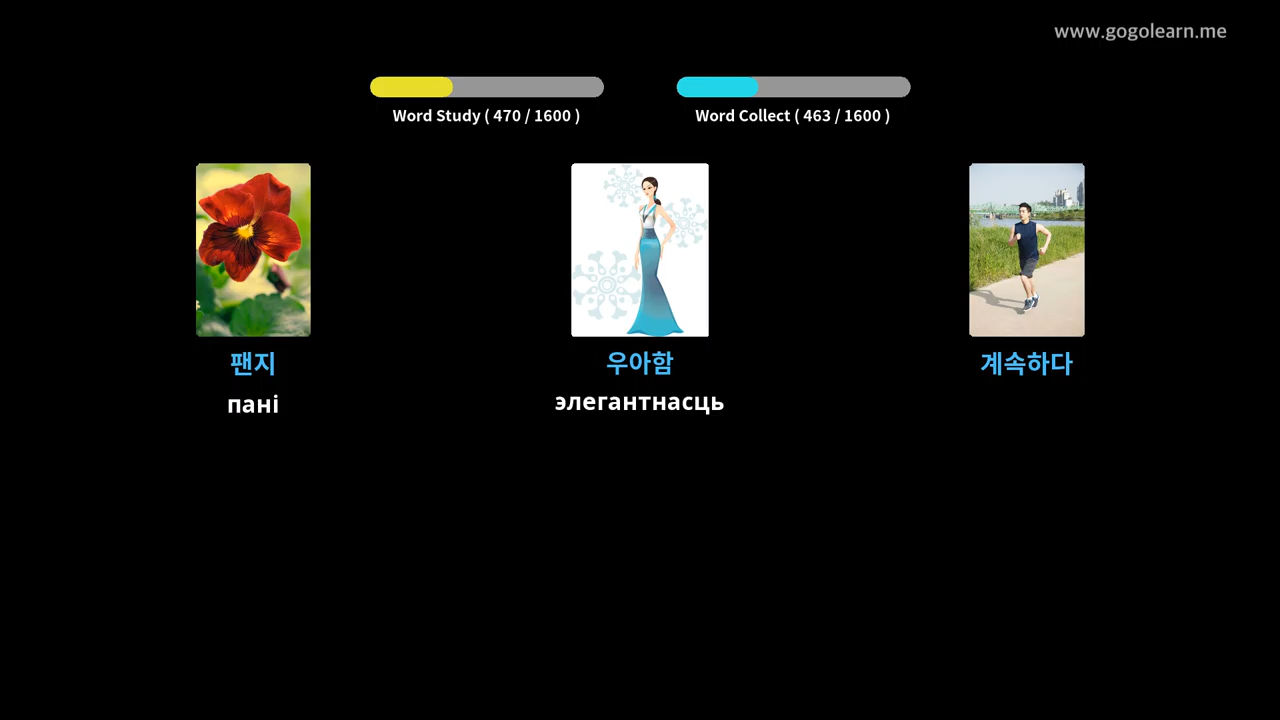 www.gogolearn.me
Word Study ( 470 / 1600 )
Word Collect ( 463 / 1600 )
팬지
우아함
계속하다
пані
элегантнасць